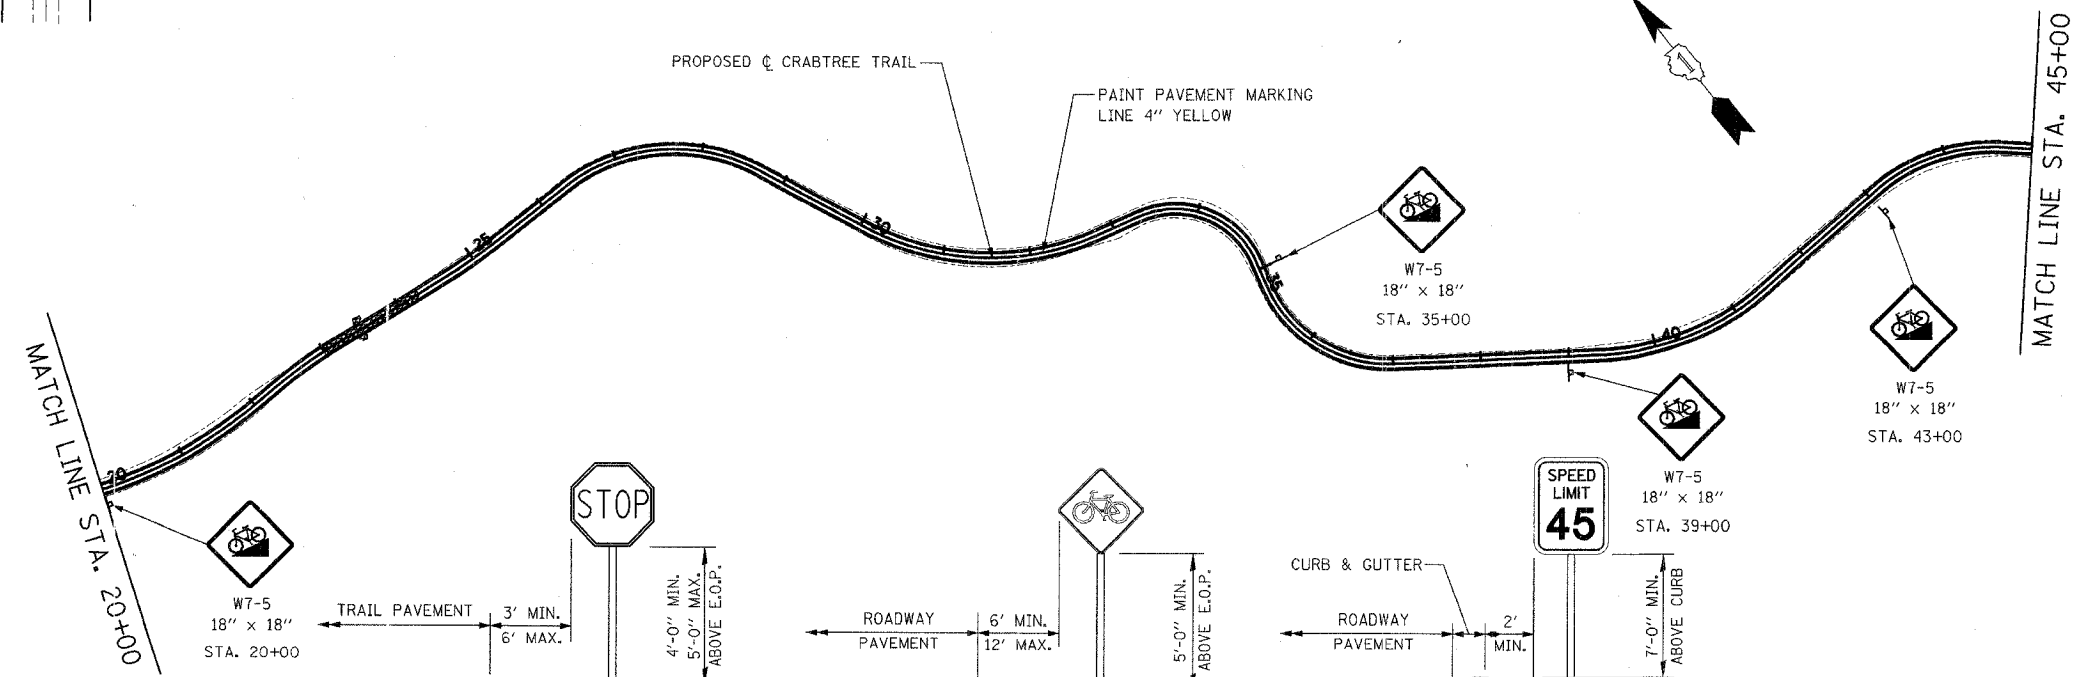 PROPOSED ℄ CRABTREE TRAIL
PAINT PAVEMENT MARKING
LINE 4" YELLOW
MATCH LINE STA. 45+00
MATCH LINE STA. 20+00
20
25
30
35
40
W7-5
18" × 18"
STA. 35+00
W7-5
18" × 18"
STA. 43+00
W7-5
18" × 18"
STA. 39+00
W7-5
18" × 18"
STA. 20+00
STOP
TRAIL PAVEMENT
3' MIN.
6' MAX.
4'-0" MIN.
5'-0" MAX.
ABOVE E.O.P.
ROADWAY
PAVEMENT
6' MIN.
12' MAX.
5'-0" MIN.
ABOVE E.O.P.
SPEED
LIMIT
45
CURB & GUTTER
ROADWAY
PAVEMENT
2'
MIN.
7'-0" MIN.
ABOVE CURB